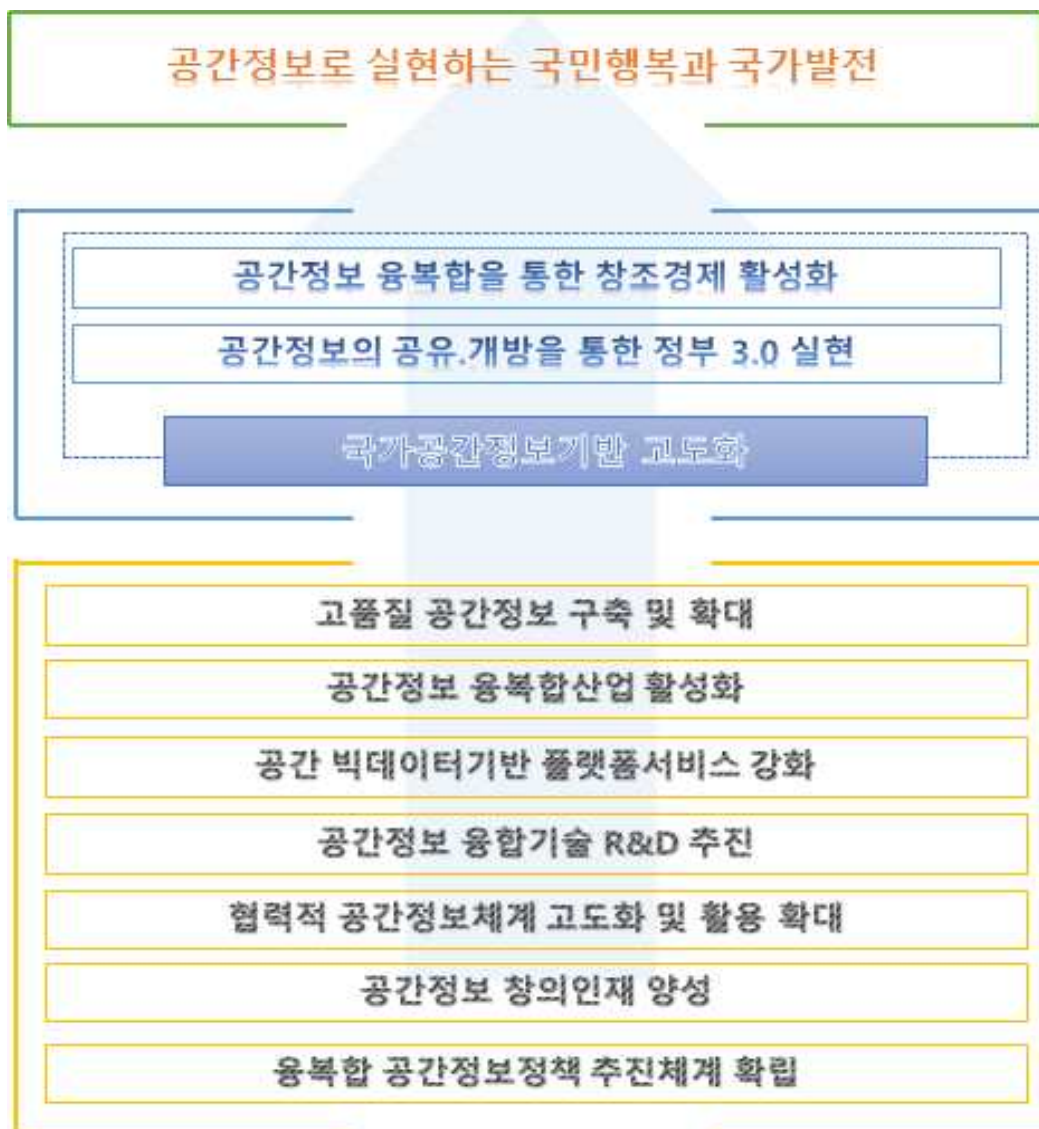 공간정보로 실현하는 국민행복과 국가발전
공간정보 융복합을 통한 창조경제 활성화
공간정보의 공유.개방을 통한 정부 3.0 실현
국가공간정보기반 고도화
고품질 공간정보 구축 및 확대
공간정보 융복합산업 활성화
공간 빅데이터기반 플랫폼서비스 강화
공간정보 융합기술 R&D 추진
협력적 공간정보체계 고도화 및 활용 확대
공간정보 창의인재 양성
융복합 공간정보정책 추진체계 확립